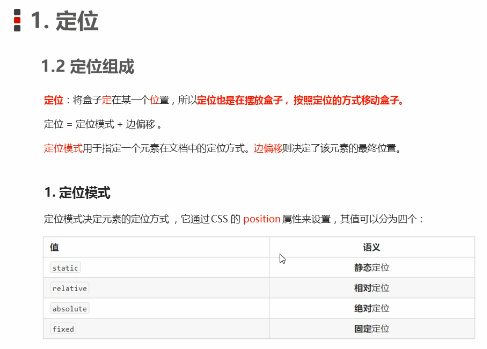 1. 定位
1.2 定位组成
定位：将盒子定在某一个位置，所以定位也是在摆放盒子，按照定位的方式移动盒子。
定位 = 定位模式 + 边偏移 。
定位模式用于指定一个元素在文档中的定位方式。边偏移则决定了该元素的最终位置。
1. 定位模式
定位模式决定元素的定位方式 ，它通过 CSS 的 position 属性来设置，其值可以分为四个：
值 语义
static 静态定位
relative 相对定位
absolute 绝对定位
fixed 固定定位